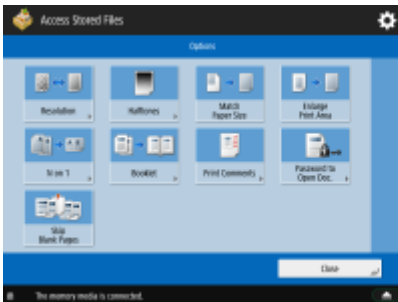 Access Stored Files
Options
Resolution
Halftones
Match
Paper Size
Enlarge
Print Area
N on 1
Booklet
Print Comments
Password to
Open Doc.
Skip
Blank Pages
Close
The memory media is connected.